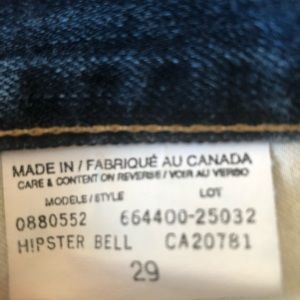 MADE IN / FABRIQUÉ AU CANADA
CARE & CONTENT ON REVERSE / VOIR AU VERSO
MODELE / STYLE LOT
0880552 664400-25032
HIPSTER BELL CA20781
29